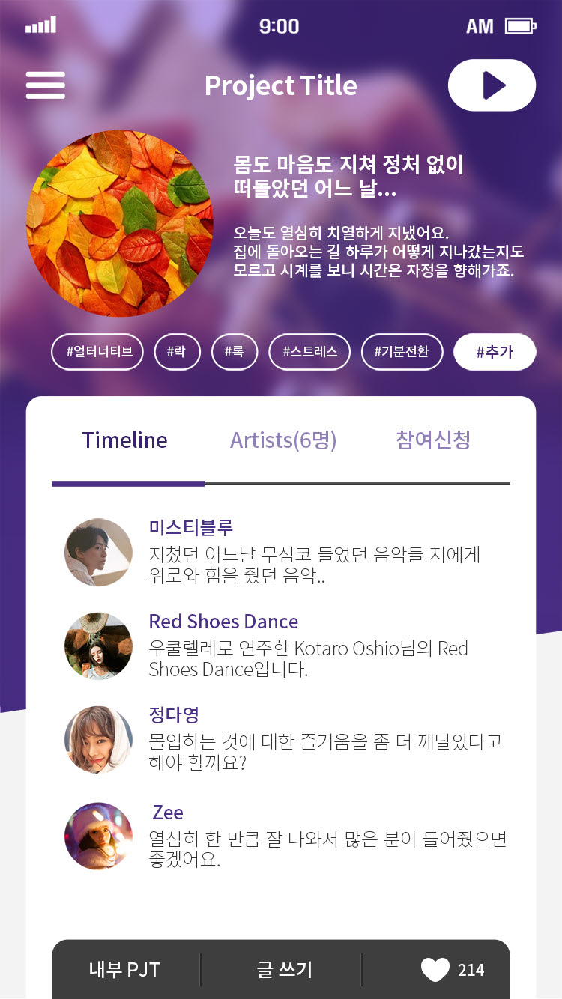 9:00
AM
Project Title
몸도 마음도 지쳐 정처 없이
떠돌았던 어느 날...
오늘도 열심히 치열하게 지냈어요.
집에 돌아오는 길 하루가 어떻게 지나갔는지도
모르고 시계를 보니 시간은 자정을 향해가죠.
#얼터너티브 #락 #록 #스트레스 #기분전환 #추가
Timeline Artists(6명) 참여신청
미스티블루
지쳤던 어느날 무심코 들었던 음악들 저에게
위로와 힘을 줬던 음악..
Red Shoes Dance
우쿨렐레로 연주한 Kotaro Oshio님의 Red
Shoes Dance입니다.
정다영
몰입하는 것에 대한 즐거움을 좀 더 깨달았다고
해야 할까요?
Zee
열심히 한 만큼 잘 나와서 많은 분이 들어줬으면
좋겠어요.
내부 PJT 글 쓰기 214